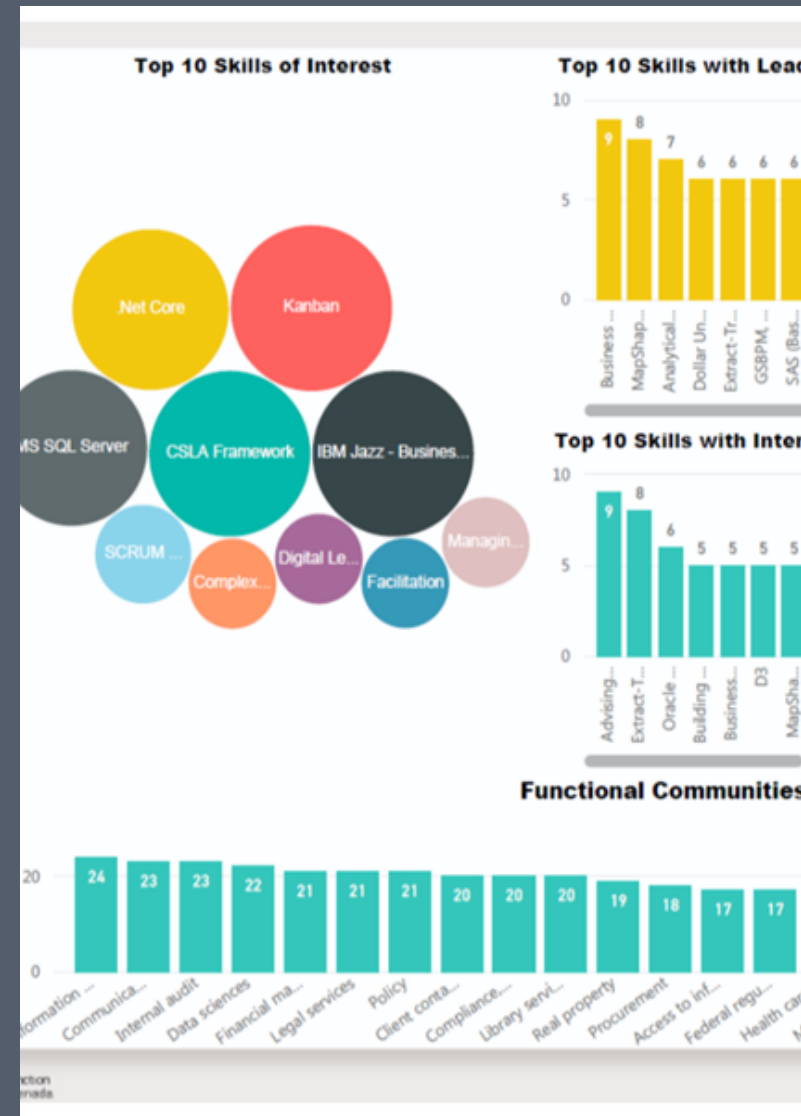 Top 10 Skills of Interest
.Net Core
Kanban
MS SQL Server
CSLA Framework
IBM Jazz - Busines...
SCRUM ...
Complex...
Digital Le...
Facilitation
Managin...
Top 10 Skills with Lead
10
5
0
9
8
7
6
6
6
6
Business ...
MapShap...
Analytical...
Dollar Un...
Extract-Tr...
GSBPM, ...
SAS (Bas...
Top 10 Skills with Inter
10
5
0
9
8
6
5
5
5
5
Advising...
Extract-T...
Oracle ...
Building ...
Business...
D3
MapSha...
Functional Communities
20
0
24
23
23
22
21
21
21
20
20
20
19
18
17
17
ormation ...
Communica...
Internal audit
Data sciences
Financial ma...
Legal services
Policy
Client conta...
Compliance...
Library servi...
Real property
Procurement
Access to inf...
Federal regu...
Health car